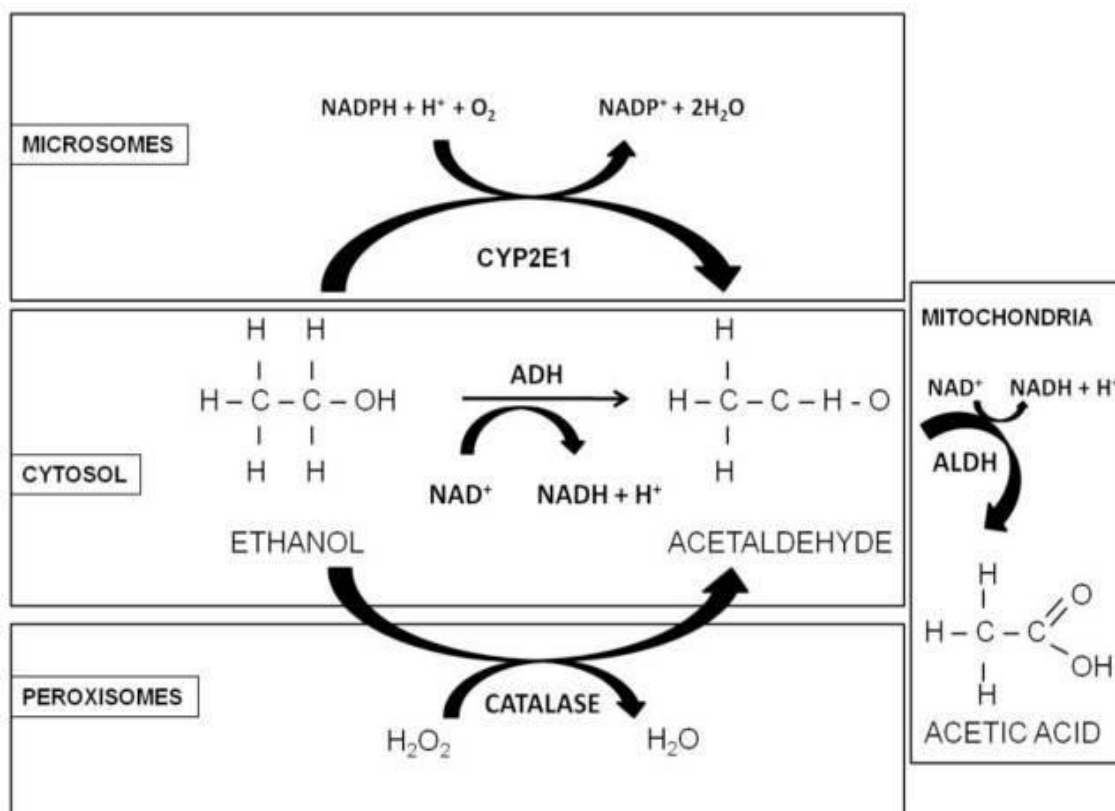 NADPH + H⁺ + O₂ NADP⁺ + 2H₂O
MICROSOMES
CYP2E1
H H
H – C – C – OH
H H
ADH
NAD⁺ NADH + H⁺
H
H – C – C – H - O
H
CYTOSOL
ETHANOL ACETALDEHYDE
PEROXISOMES
CATALASE
H₂O₂ H₂O
MITOCHONDRIA
NAD⁺ NADH + H⁺
ALDH
H
H – C – C
O
OH
H
ACETIC ACID